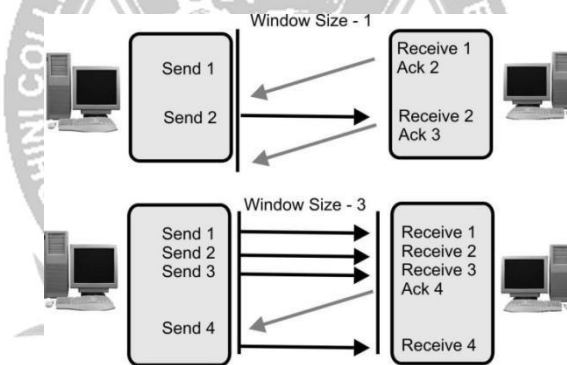 Window Size - 1
Send 1
Receive 1
Ack 2
Send 2
Receive 2
Ack 3
Window Size - 3
Send 1
Send 2
Send 3
Receive 1
Receive 2
Receive 3
Ack 4
Send 4
Receive 4